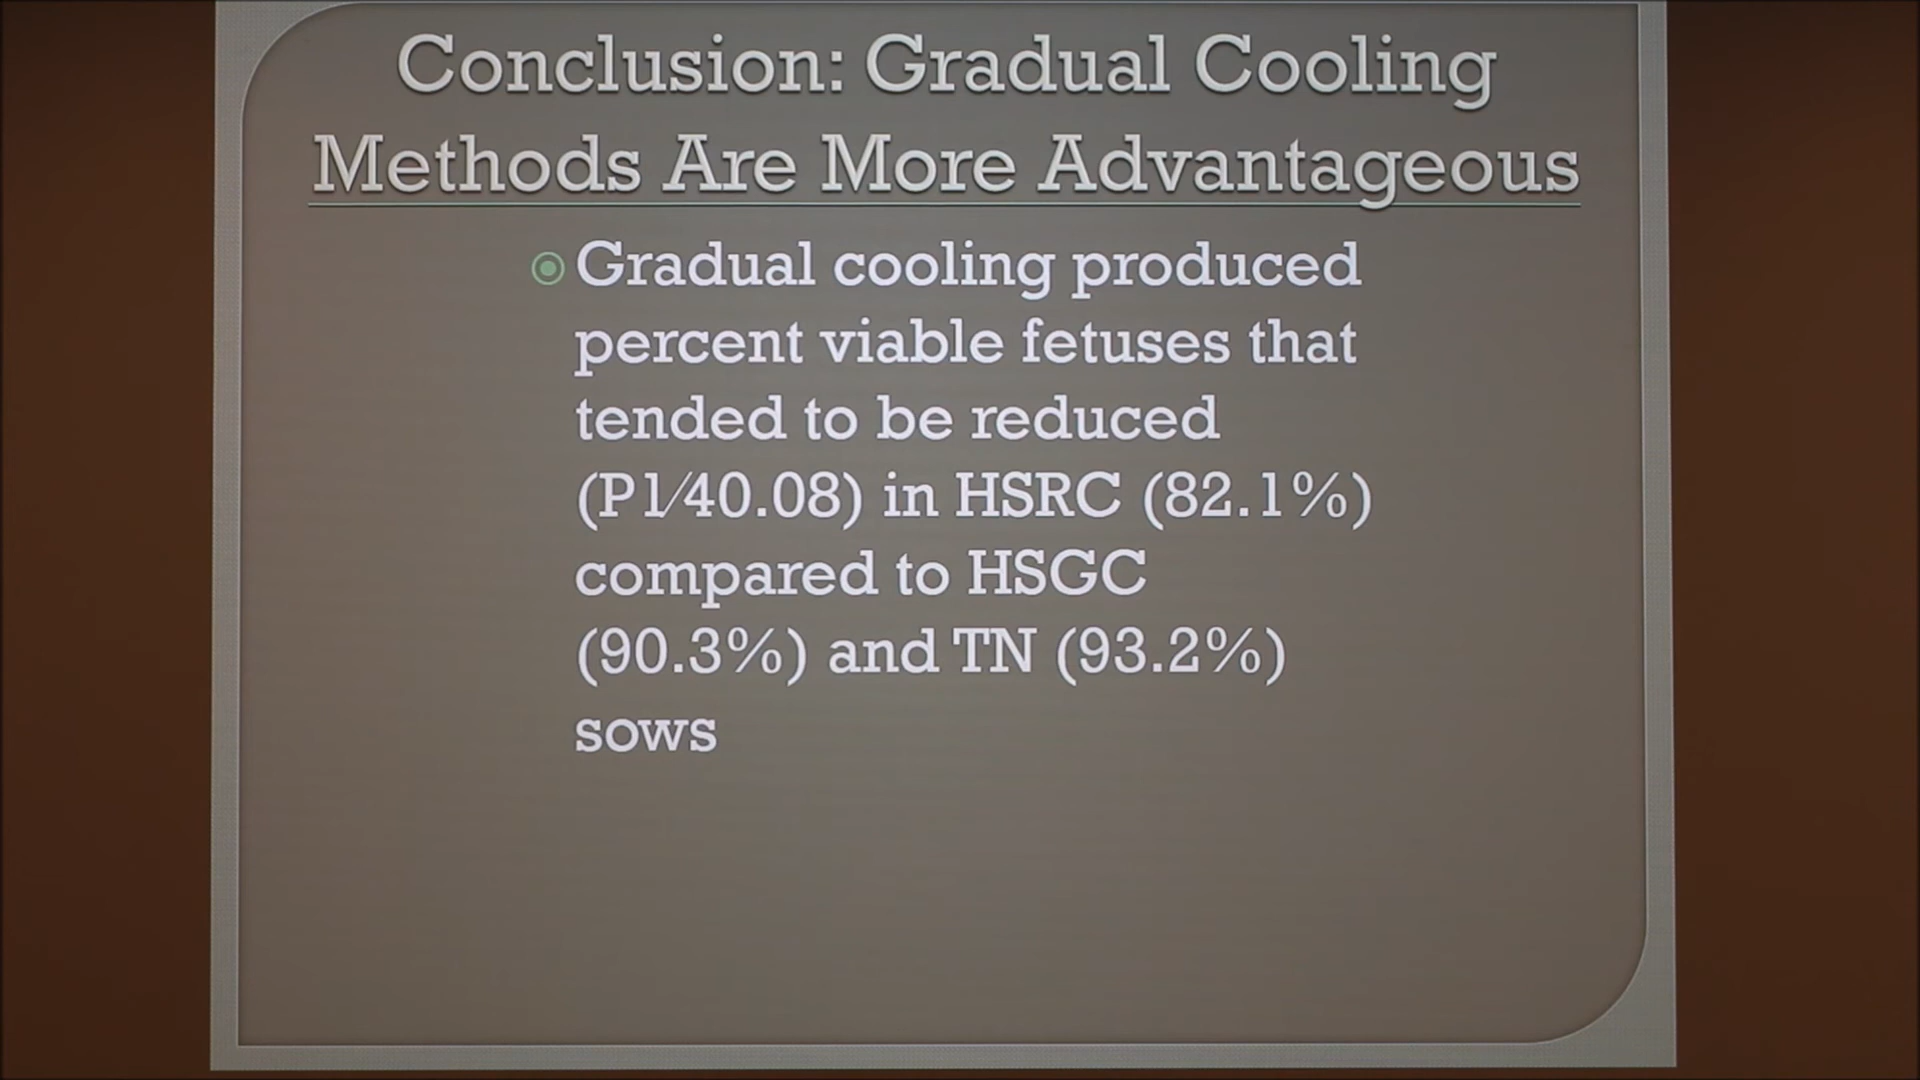 Conclusion: Gradual Cooling
Methods Are More Advantageous
Gradual cooling produced
percent viable fetuses that
tended to be reduced
(P1⁄40.08) in HSRC (82.1%)
compared to HSGC
(90.3%) and TN (93.2%)
sows